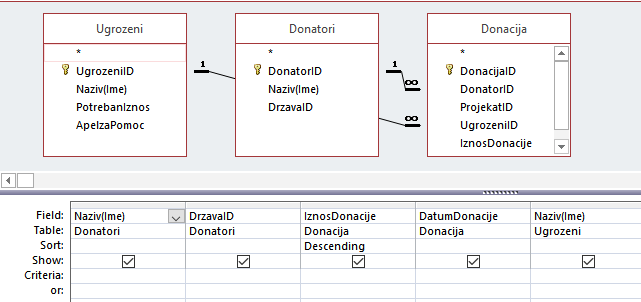 Ugrozeni
*
UgrozeniID
Naziv(Ime)
PotrebanIznos
ApelzaPomoc
1
Donatori
*
DonatorID
Naziv(Ime)
DrzavaID
1
∞
∞
Donacija
*
DonacijaID
DonatorID
ProjekatID
UgrozeniID
IznosDonacije
Field: Naziv(Ime) DrzavaID IznosDonacije DatumDonacije Naziv(Ime)
Table: Donatori Donatori Donacija Donacija Ugrozeni
Sort: Descending
Show:
Criteria:
or: